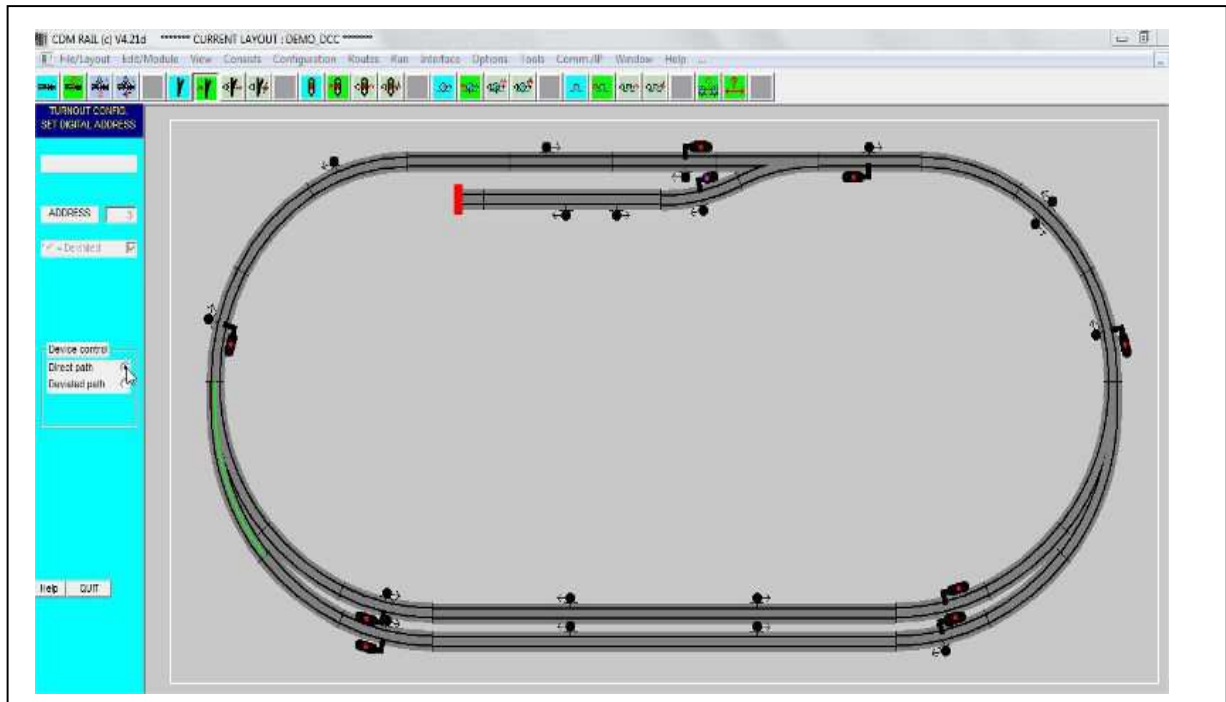 CDM RAIL (c) V4.21d ******* CURRENT LAYOUT : DEMO_DCC *******
File/Layout Edit/Module View Consists Configuration Routes Run Interface Options Tools Comm./IP Window Help ...
TURNOUT CONFIG.
SET DIGITAL ADDRESS
ADDRESS
= Deviated
Device control
Direct path
Deviated path
Help QUIT